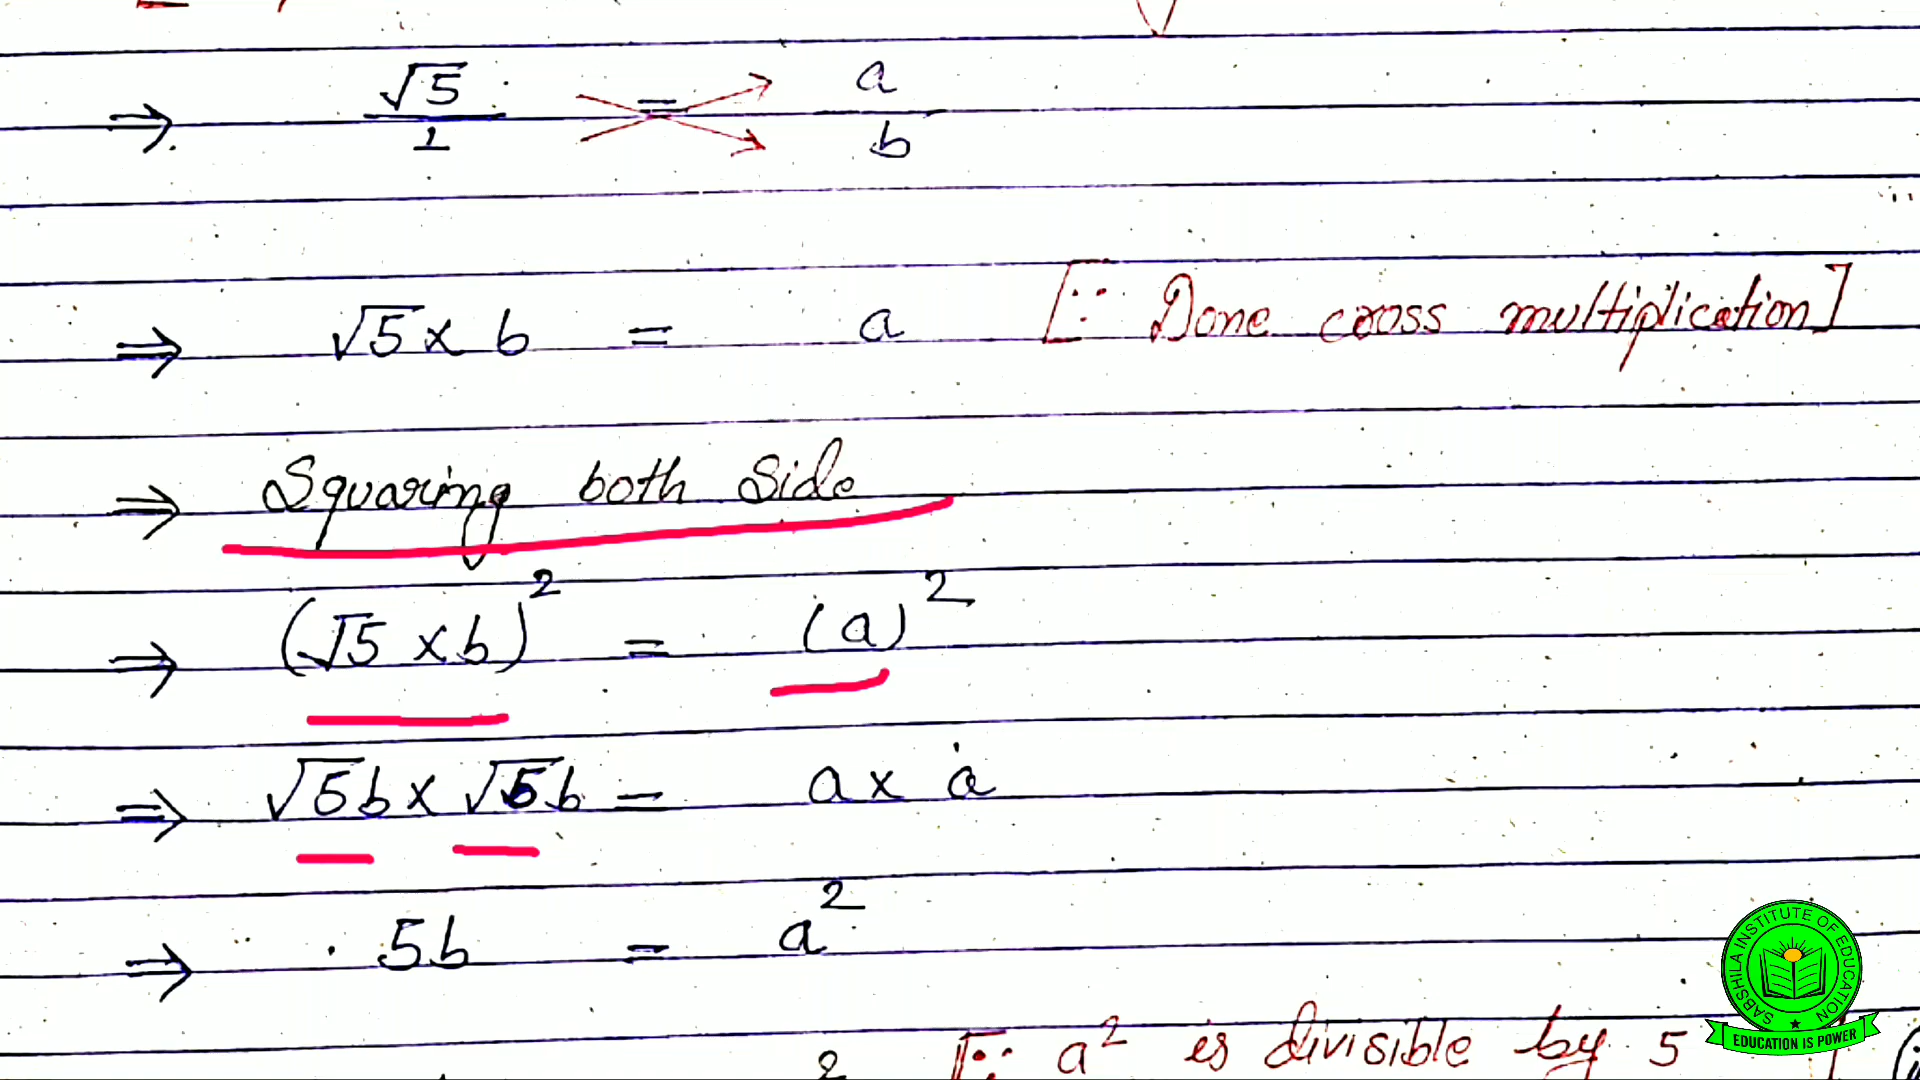 ⇒ √5/1 = a/b
⇒ √5 × b = a [∵ Done cross multiplication]
⇒ Squaring both Side
⇒ (√5 × b)² = (a)²
⇒ √5b × √5b = a × a
⇒ 5b = a²
2 [∵ a² is divisible by 5
SABSHILA INSTITUTE OF EDUCATION
EDUCATION IS POWER